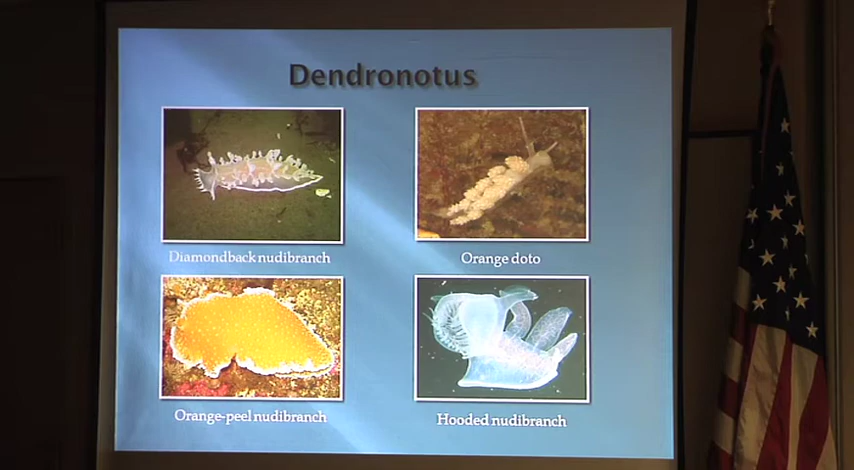 Dendronotus
Diamondback nudibranch
Orange doto
Orange-peel nudibranch
Hooded nudibranch